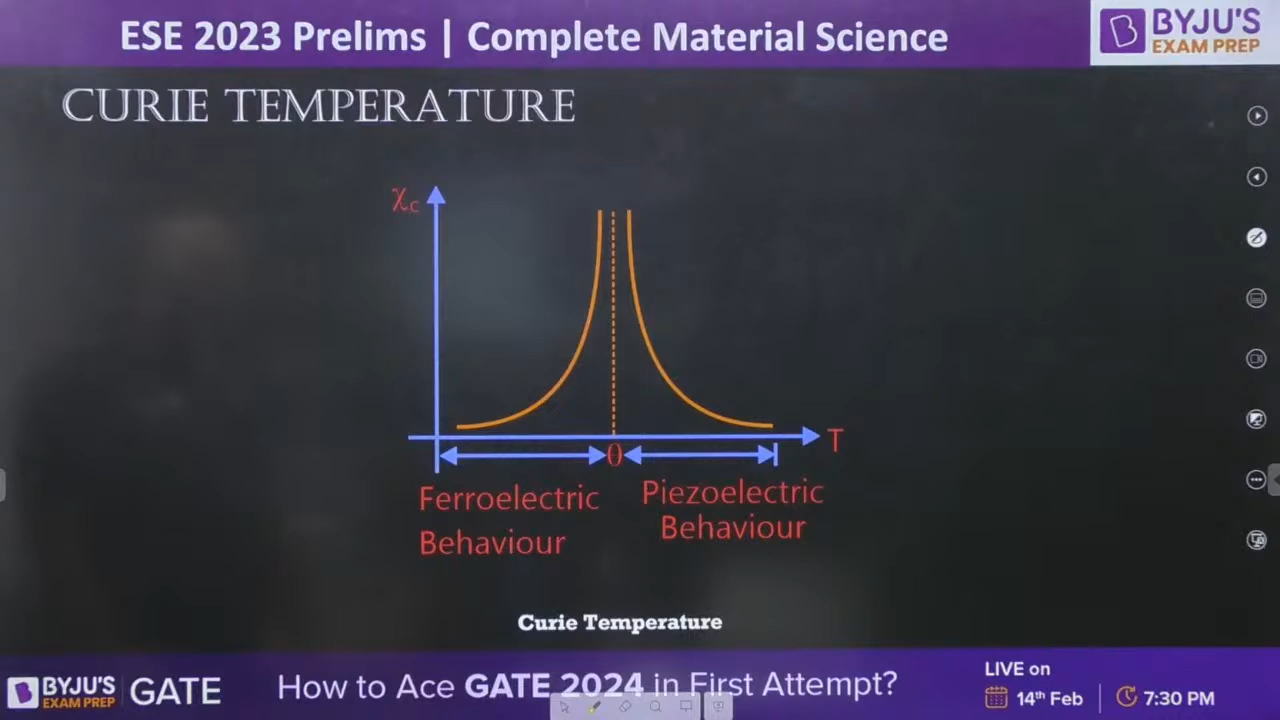 ESE 2023 Prelims | Complete Material Science
BYJU'S
EXAM PREP
CURIE TEMPERATURE
χc
T
θ
Ferroelectric
Behaviour
Piezoelectric
Behaviour
Curie Temperature
BYJU'S
EXAM PREP
GATE
How to Ace GATE 2024 in First Attempt?
LIVE on
14th Feb
7:30 PM